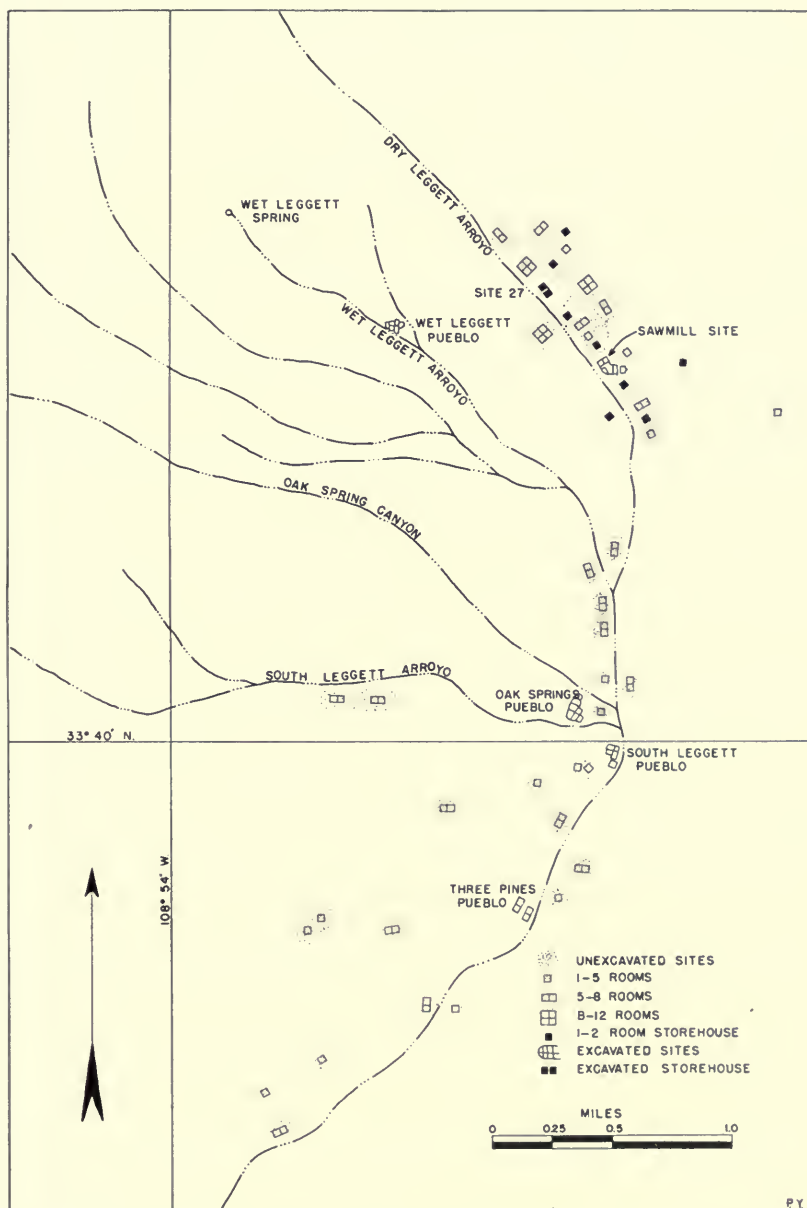 DRY LEGGETT ARROYO
WET LEGGETT
SPRING
SITE 27
WET LEGGETT
PUEBLO
WET LEGGETT ARROYO
SAWMILL SITE
OAK SPRING CANYON
SOUTH LEGGETT ARROYO
OAK SPRINGS
PUEBLO
33° 40' N.
SOUTH LEGGETT
PUEBLO
108° 54' W
THREE PINES
PUEBLO
UNEXCAVATED SITES
1-5 ROOMS
5-8 ROOMS
8-12 ROOMS
1-2 ROOM STOREHOUSE
EXCAVATED SITES
EXCAVATED STOREHOUSE
MILES
0 0.25 0.5 1.0
P.Y.